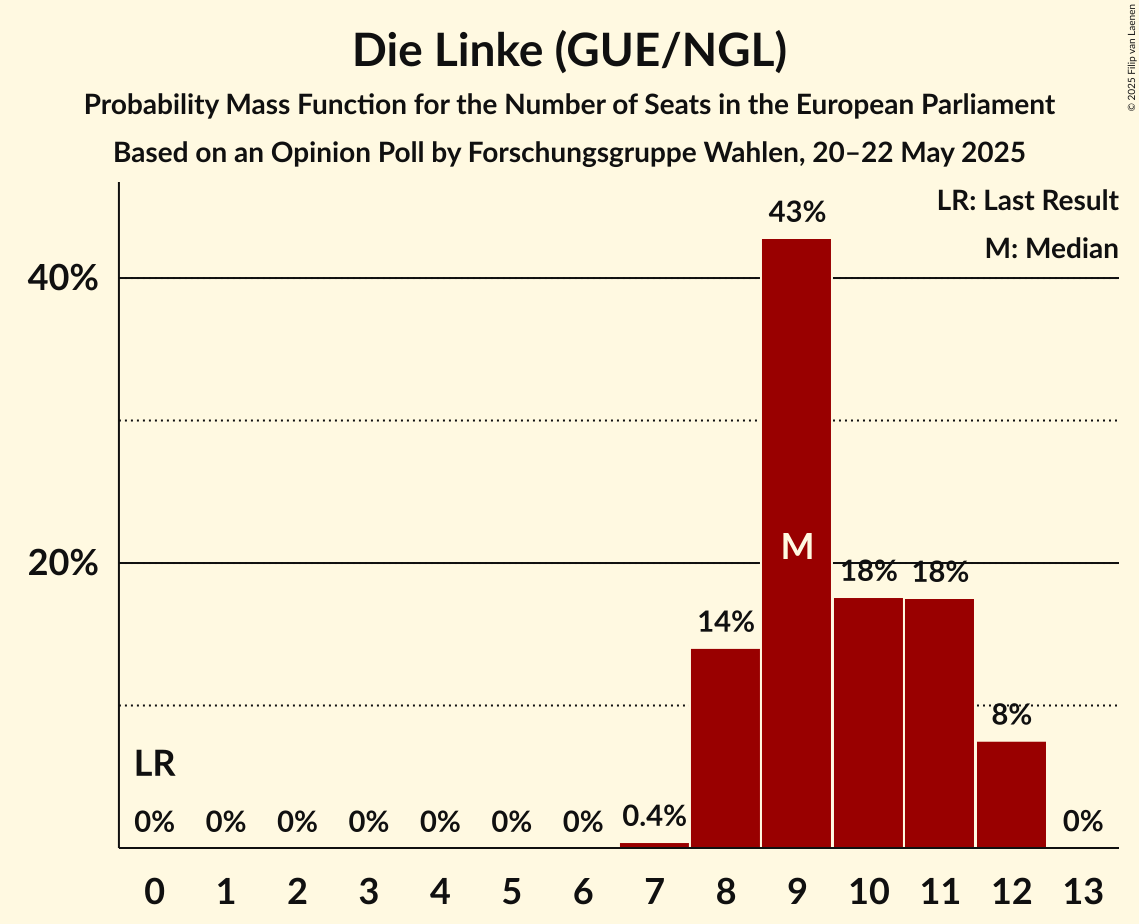 Die Linke (GUE/NGL)
Probability Mass Function for the Number of Seats in the European Parliament
Based on an Opinion Poll by Forschungsgruppe Wahlen, 20–22 May 2025
© 2025 Filip van Laenen
LR: Last Result
M: Median
40%
20%
43%
M
18%
18%
14%
8%
LR
0%
0%
0%
0%
0%
0%
0%
0.4%
0%
0 1 2 3 4 5 6 7 8 9 10 11 12 13